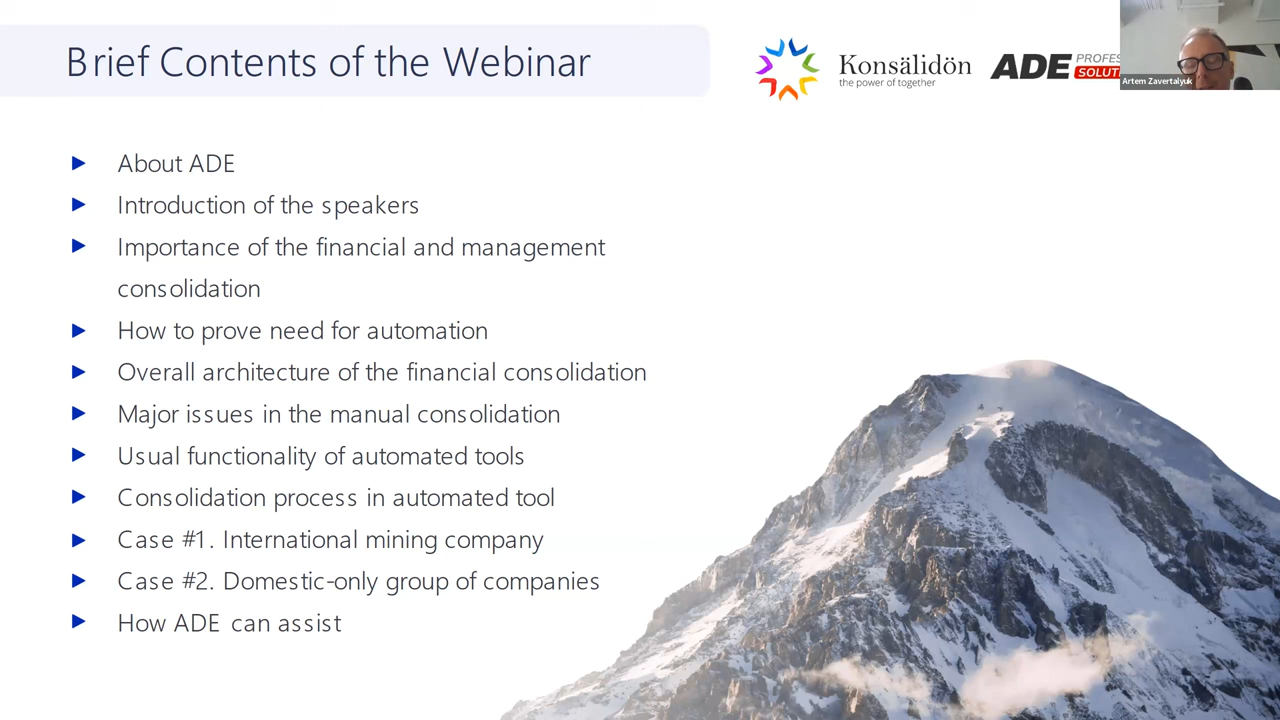 Brief Contents of the Webinar
Konsälidön
the power of together
ADE
Artem Zavertalyuk
About ADE
Introduction of the speakers
Importance of the financial and management
consolidation
How to prove need for automation
Overall architecture of the financial consolidation
Major issues in the manual consolidation
Usual functionality of automated tools
Consolidation process in automated tool
Case #1. International mining company
Case #2. Domestic-only group of companies
How ADE can assist